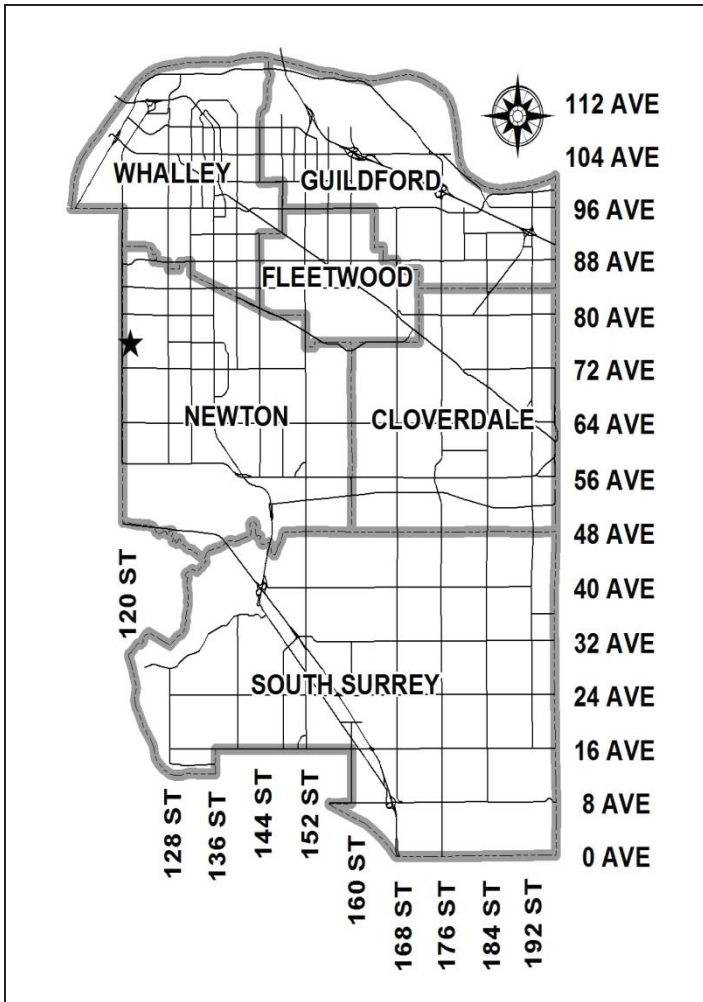 112 AVE
104 AVE
WHALLEY
GUILDFORD
96 AVE
88 AVE
FLEETWOOD
80 AVE
72 AVE
NEWTON
CLOVERDALE
64 AVE
56 AVE
48 AVE
120 ST
40 AVE
32 AVE
SOUTH SURREY
24 AVE
16 AVE
128 ST
136 ST
144 ST
152 ST
160 ST
168 ST
176 ST
184 ST
192 ST
8 AVE
0 AVE